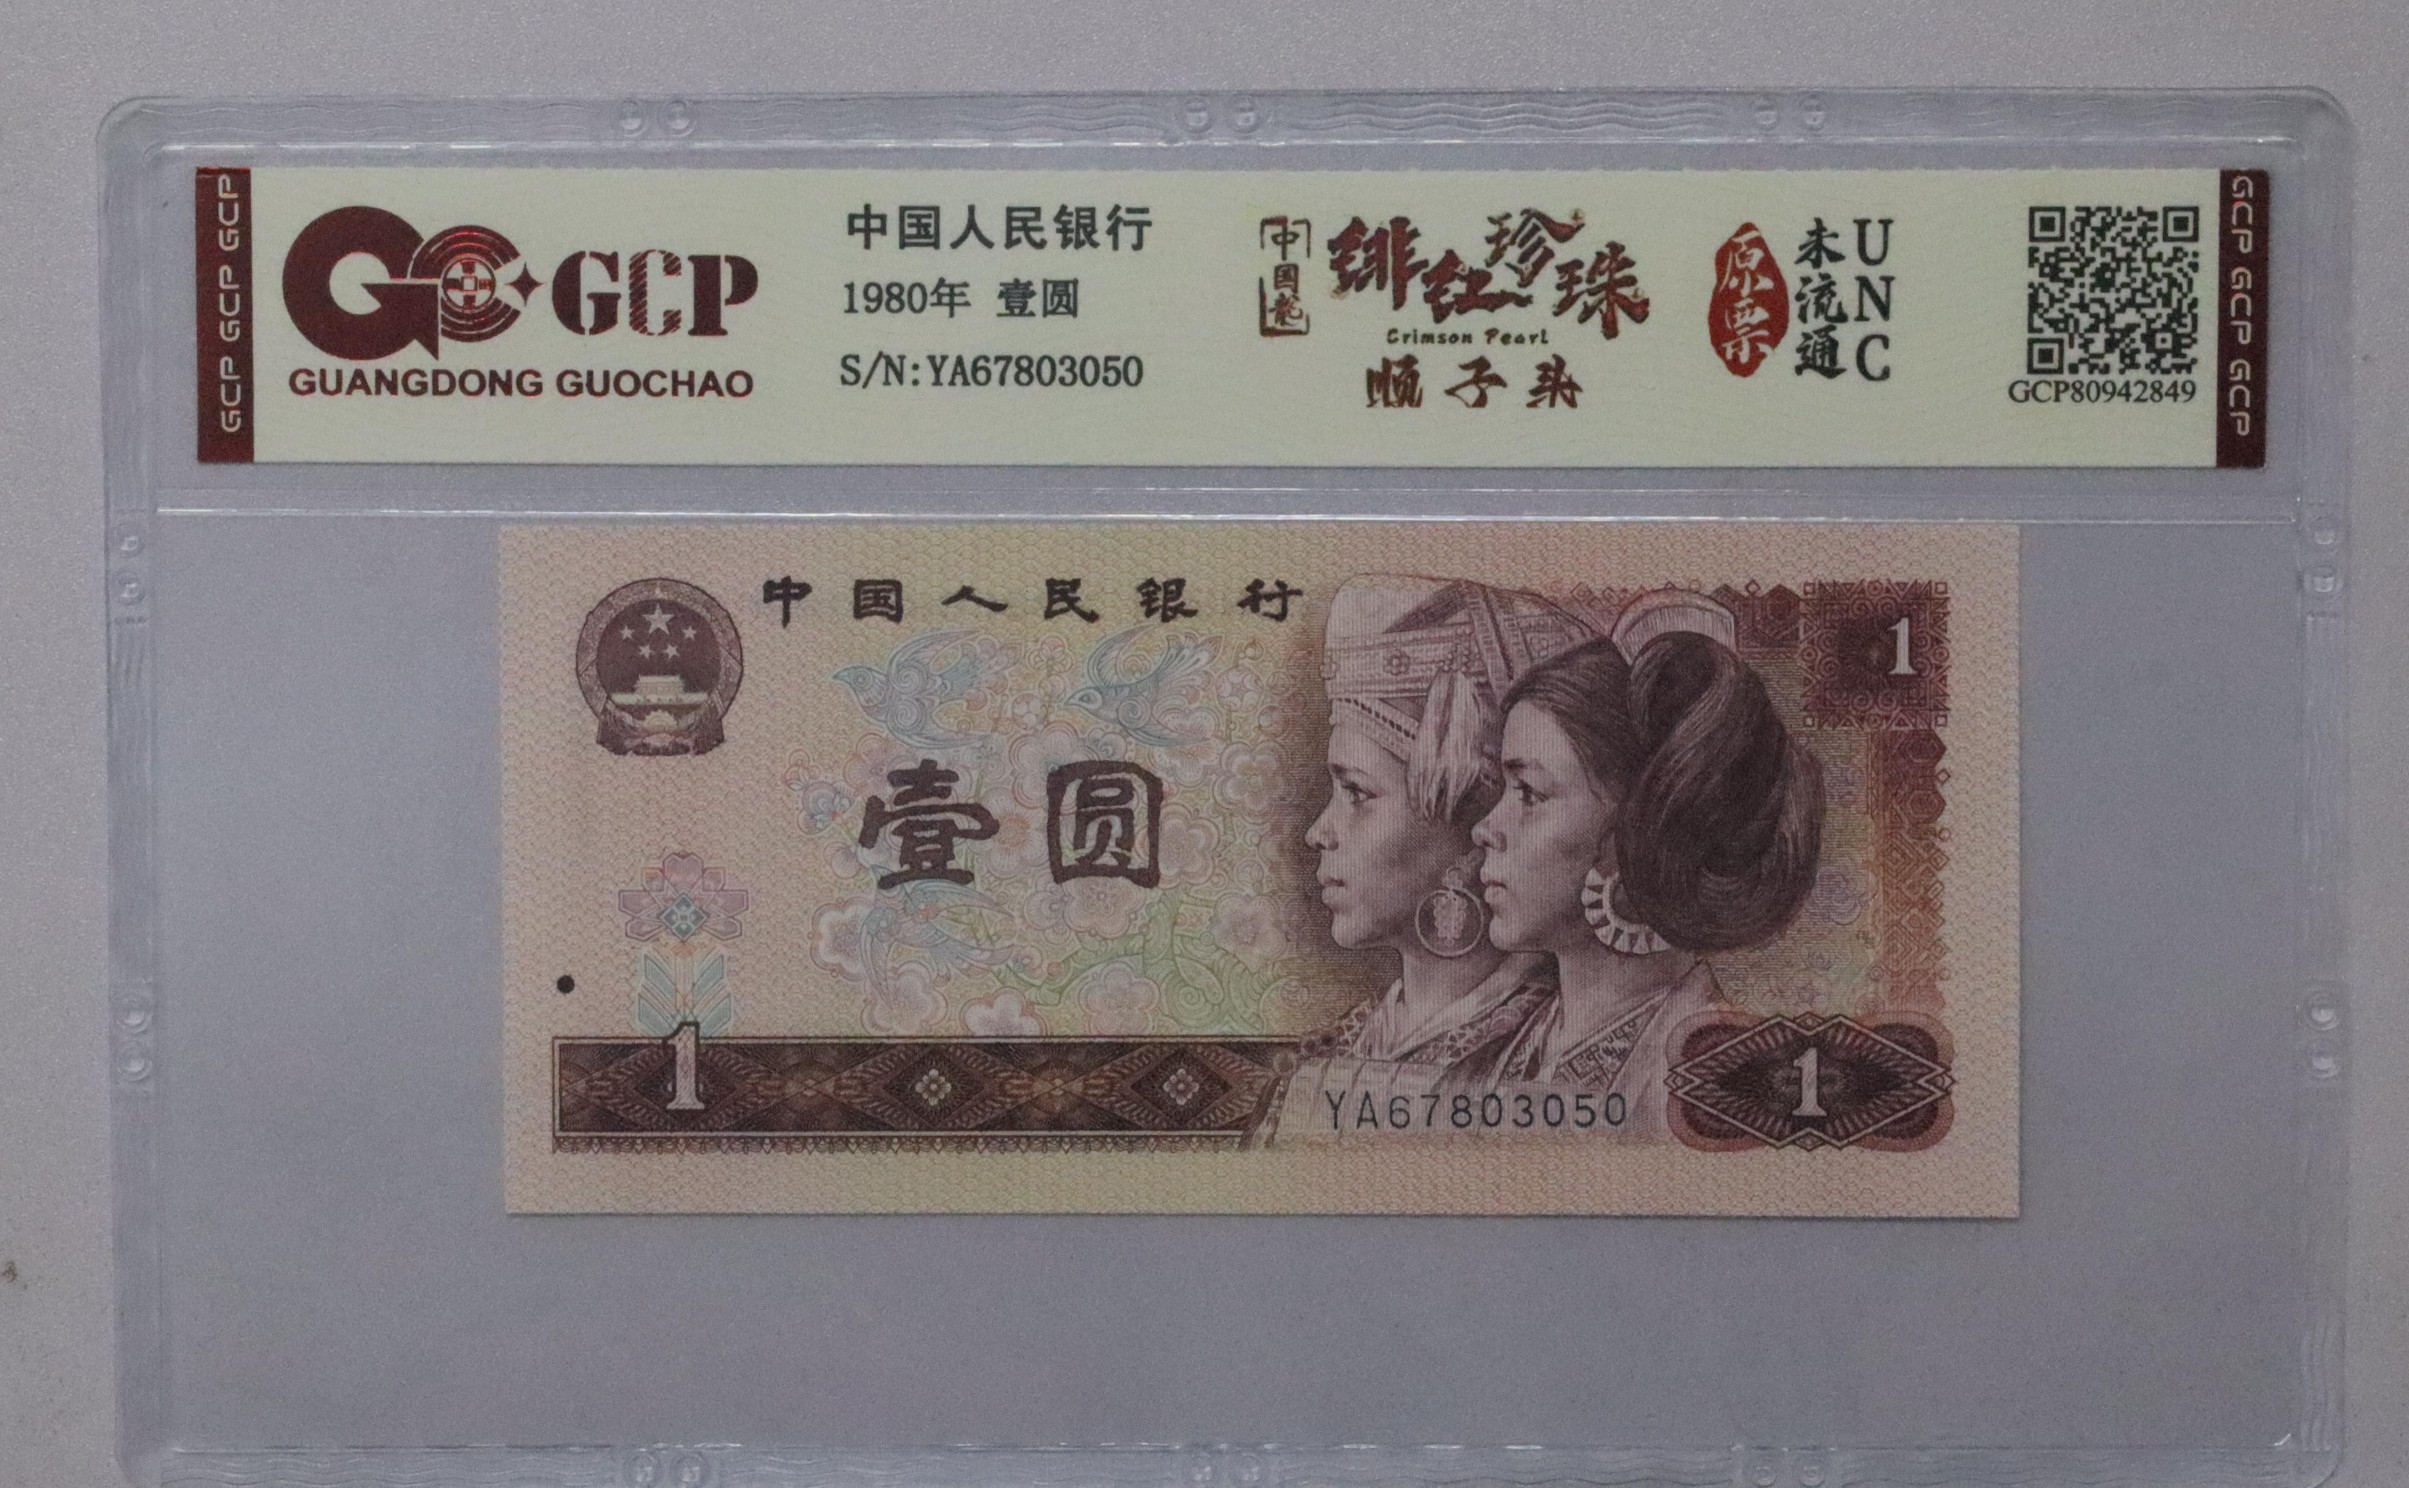 GCP GCP GCP
GCP
GUANGDONG GUOCHAO
中国人民银行
1980年 壹圆
S/N:YA67803050
中国龙
绯红珍珠
Crimson Pearl
顺子号
原票
未流通
UNC
GCP80942849
GCP GCP GCP
中国人民银行
1
壹圆
1
YA67803050
1